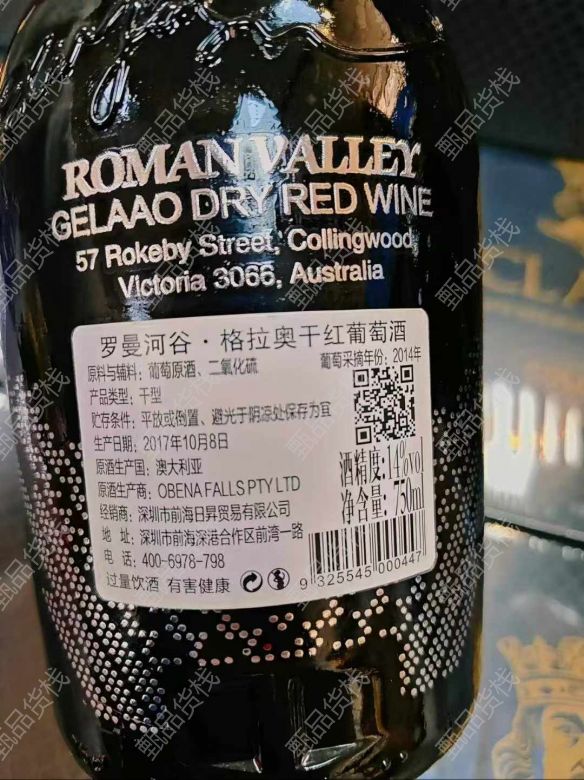 ROMAN VALLEY
GELAAO DRY RED WINE
57 Rokeby Street, Collingwood,
Victoria 3066, Australia
罗曼河谷·格拉奥干红葡萄酒
原料与辅料：葡萄原酒、二氧化硫
葡萄采摘年份：2014年
产品类型：干型
贮存条件：平放或倒置、避光于阴凉处保存为宜
生产日期：2017年10月8日
原酒生产国：澳大利亚
原酒生产商：OBENA FALLS PTY LTD
经销商：深圳市前海日昇贸易有限公司
地 址：深圳市前海深港合作区前湾一路
电 话：400-6978-798
过量饮酒 有害健康
酒精度：14%vol
净含量：750ml
9 325545 000447
甄品货栈